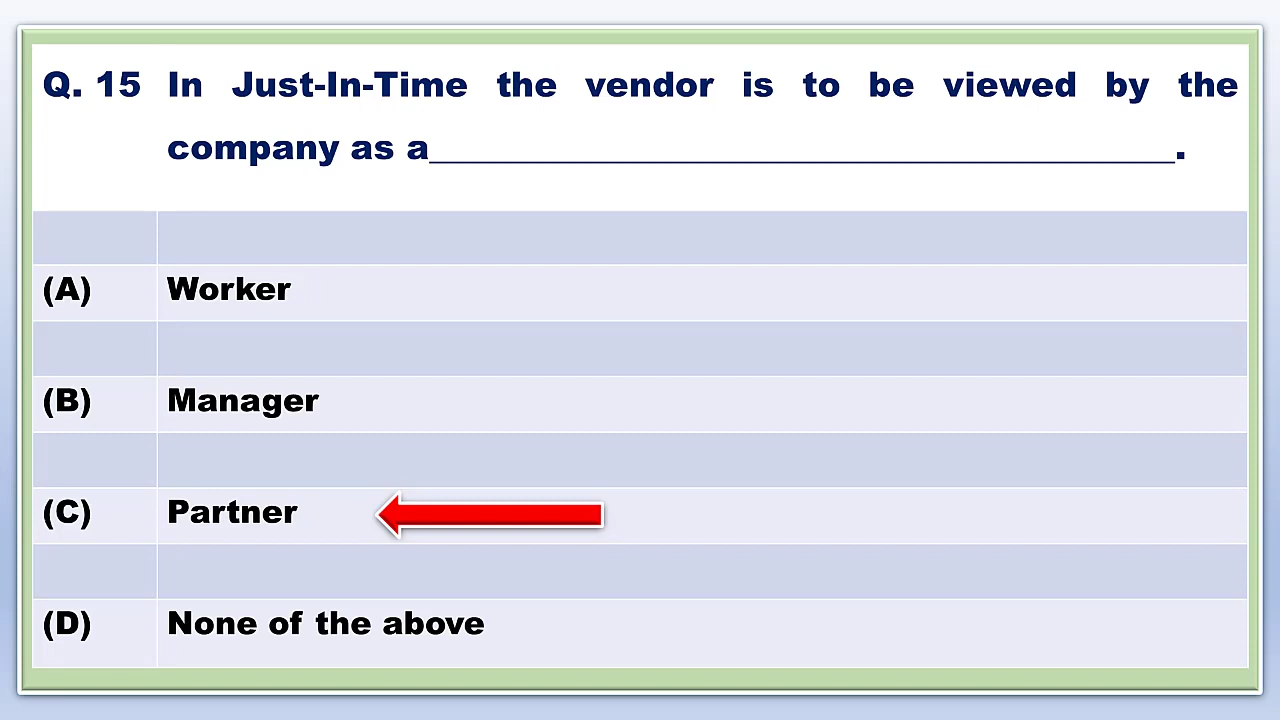 Q. 15 In Just-In-Time the vendor is to be viewed by the
company as a____________________________________.
(A) Worker
(B) Manager
(C) Partner
(D) None of the above